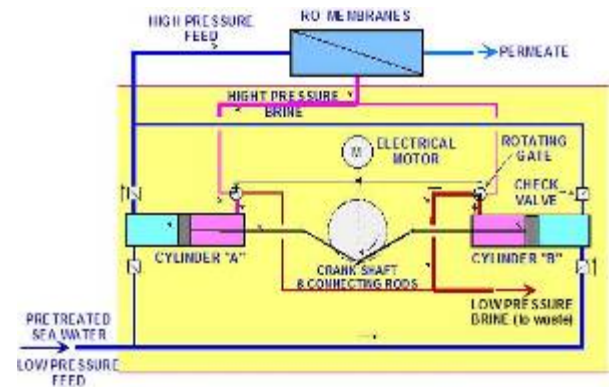 RO MEMBRANES
HIGH PRESSURE
FEED
PERMEATE
HIGHT PRESSURE
BRINE
M
ELECTRICAL
MOTOR
ROTATING
GATE
CHECK
VALVE
CYLINDER "A"
CRANK SHAFT
& CONNECTING RODS
CYLINDER "B"
LOW PRESSURE
BRINE (to waste)
PRETREATED
SEA WATER
LOW PRESSURE
FEED